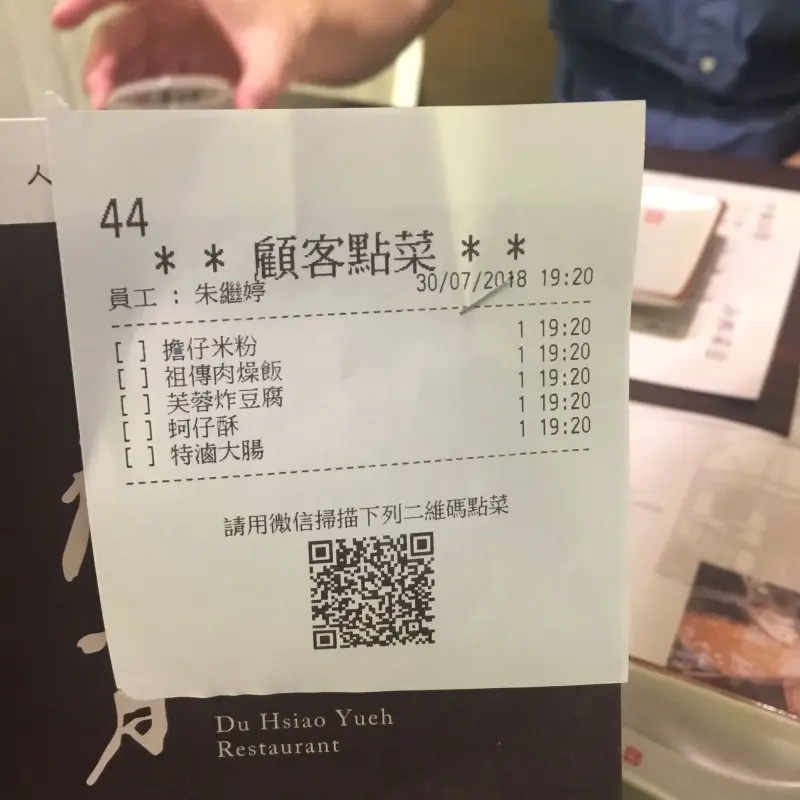 人
44
* * 顧客點菜 * *
員工 : 朱繼婷 30/07/2018 19:20
[ ] 擔仔米粉 1 19:20
[ ] 祖傳肉燥飯 1 19:20
[ ] 芙蓉炸豆腐 1 19:20
[ ] 蚵仔酥 1 19:20
[ ] 特滷大腸 1 19:20
請用微信掃描下列二維碼點菜
月
Du Hsiao Yueh
Restaurant